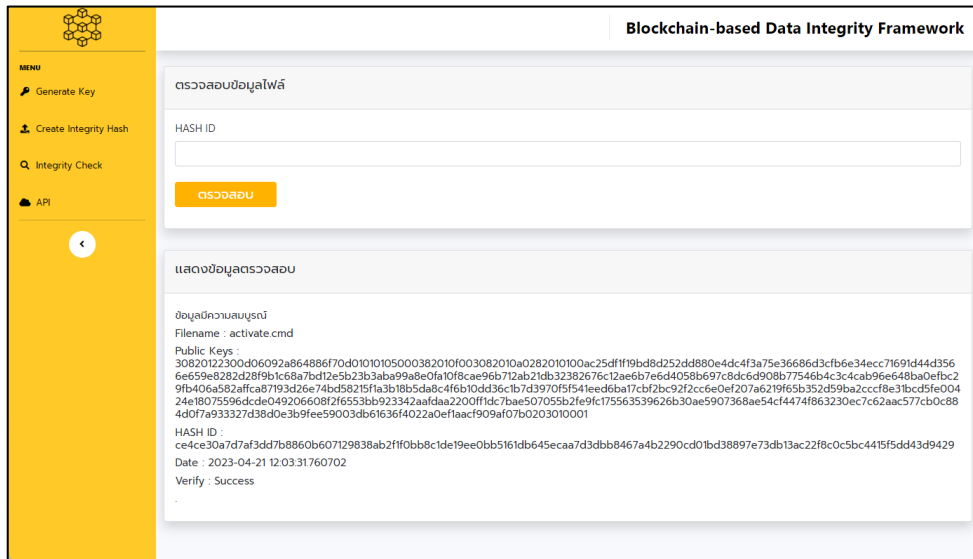 Blockchain-based Data Integrity Framework
MENU
Generate Key
Create Integrity Hash
Integrity Check
API
ตรวจสอบข้อมูลไฟล์
HASH ID
ตรวจสอบ
แสดงข้อมูลตรวจสอบ
ข้อมูลมีความสมบูรณ์
Filename : activate.cmd
Public Keys :
30820122300d06092a864886f70d01010105000382010f003082010a0282010100ac25df1f19bd8d252dd880e4dc4f3a75e36686d3cfb6e34ecc71691d44d356
6e659e8282d28f9b1c68a7bd12e5b23b3aba99a8e0fa10f8cae96b712ab21db32382676c12ae6b7e6d4058b697c8dc6d908b77546b4c3c4cab96e648ba0efbc2
9fb406a582affca87193d26e74bd58215f1a3b18b5da8c4f6b10dd36c1b7d3970f5f541eed6ba17cbf2bc92f2cc6e0ef207a6219f65b352d59ba2cccf8e31bcd5fe004
24e18075596dcde049206608f2f6553bb923342aafdaa2200ff1dc7bae507055b2fe9fc175563539626b30ae5907368ae54cf4474f863230ec7c62aac577cb0c88
4d0f7a933327d38d0e3b9fee59003db61636f4022a0ef1aacf909af07b0203010001
HASH ID :
ce4ce30a7d7af3dd7b8860b607129838ab2f1f0bb8c1de19ee0bb5161db645ecaa7d3dbb8467a4b2290cd01bd38897e73db13ac22f8c0c5bc4415f5dd43d9429
Date : 2023-04-21 12:03:31.760702
Verify : Success
.